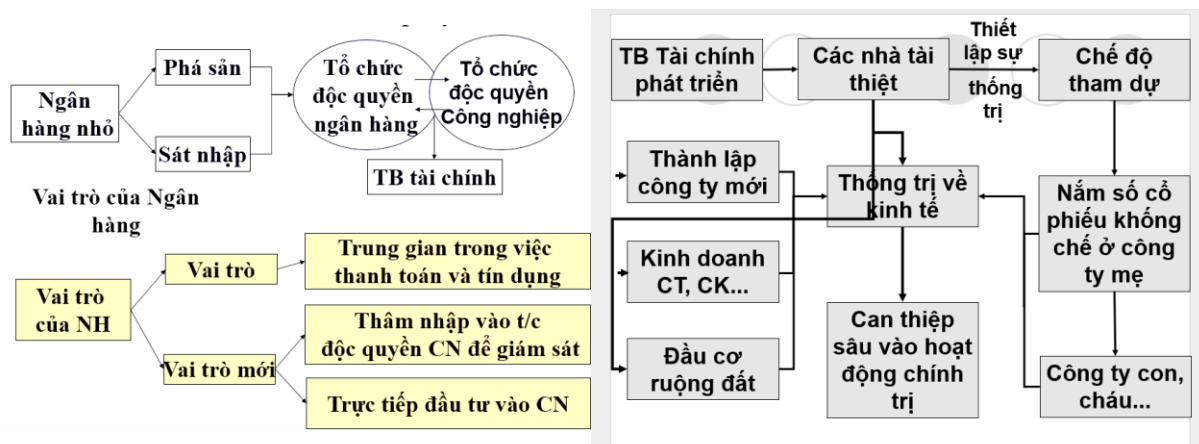 Phá sản
Ngân
hàng nhỏ
Sát nhập
Tổ chức
độc quyền
ngân hàng
Tổ chức
độc quyền
Công nghiệp
TB tài chính
Vai trò của Ngân
hàng
Vai trò
của NH
Vai trò
Trung gian trong việc
thanh toán và tín dụng
Vai trò mới
Thâm nhập vào t/c
độc quyền CN để giám sát
Trực tiếp đầu tư vào CN
TB Tài chính
phát triển
Các nhà tài
thiệt
Thiết
lập sự
thống
trị
Chế độ
tham dự
Thành lập
công ty mới
Kinh doanh
CT, CK...
Đầu cơ
ruộng đất
Thống trị về
kinh tế
Can thiệp
sâu vào hoạt
động chính
trị
Nắm số cổ
phiếu khống
chế ở công
ty mẹ
Công ty con,
cháu...